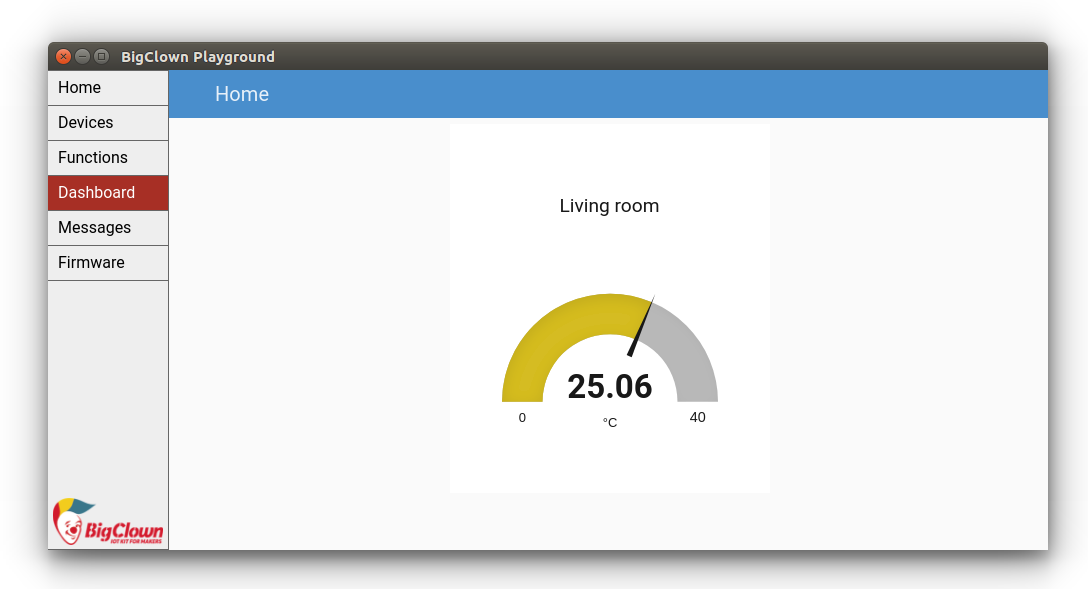 BigClown Playground
Home
Devices
Functions
Dashboard
Messages
Firmware
BigClown
IOT KIT FOR MAKERS
Home
Living room
25.06
0
°C
40